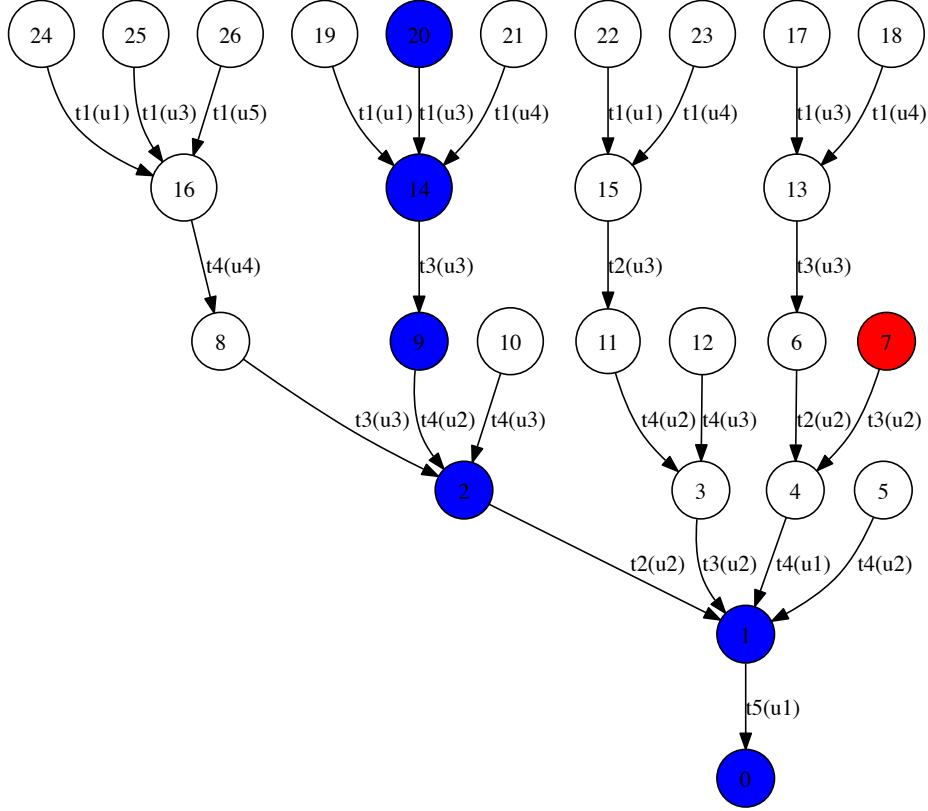 24 25 26 19 20 21 22 23 17 18
t1(u1) t1(u3) t1(u5) t1(u1) t1(u3) t1(u4) t1(u1) t1(u4) t1(u3) t1(u4)
16 14 15 13
t4(u4) t3(u3) t2(u3) t3(u3)
8 9 10 11 12 6 7
t3(u3) t4(u2) t4(u3) t4(u2) t4(u3) t2(u2) t3(u2)
2 3 4 5
t2(u2) t3(u2) t4(u1) t4(u2)
1
t5(u1)
0